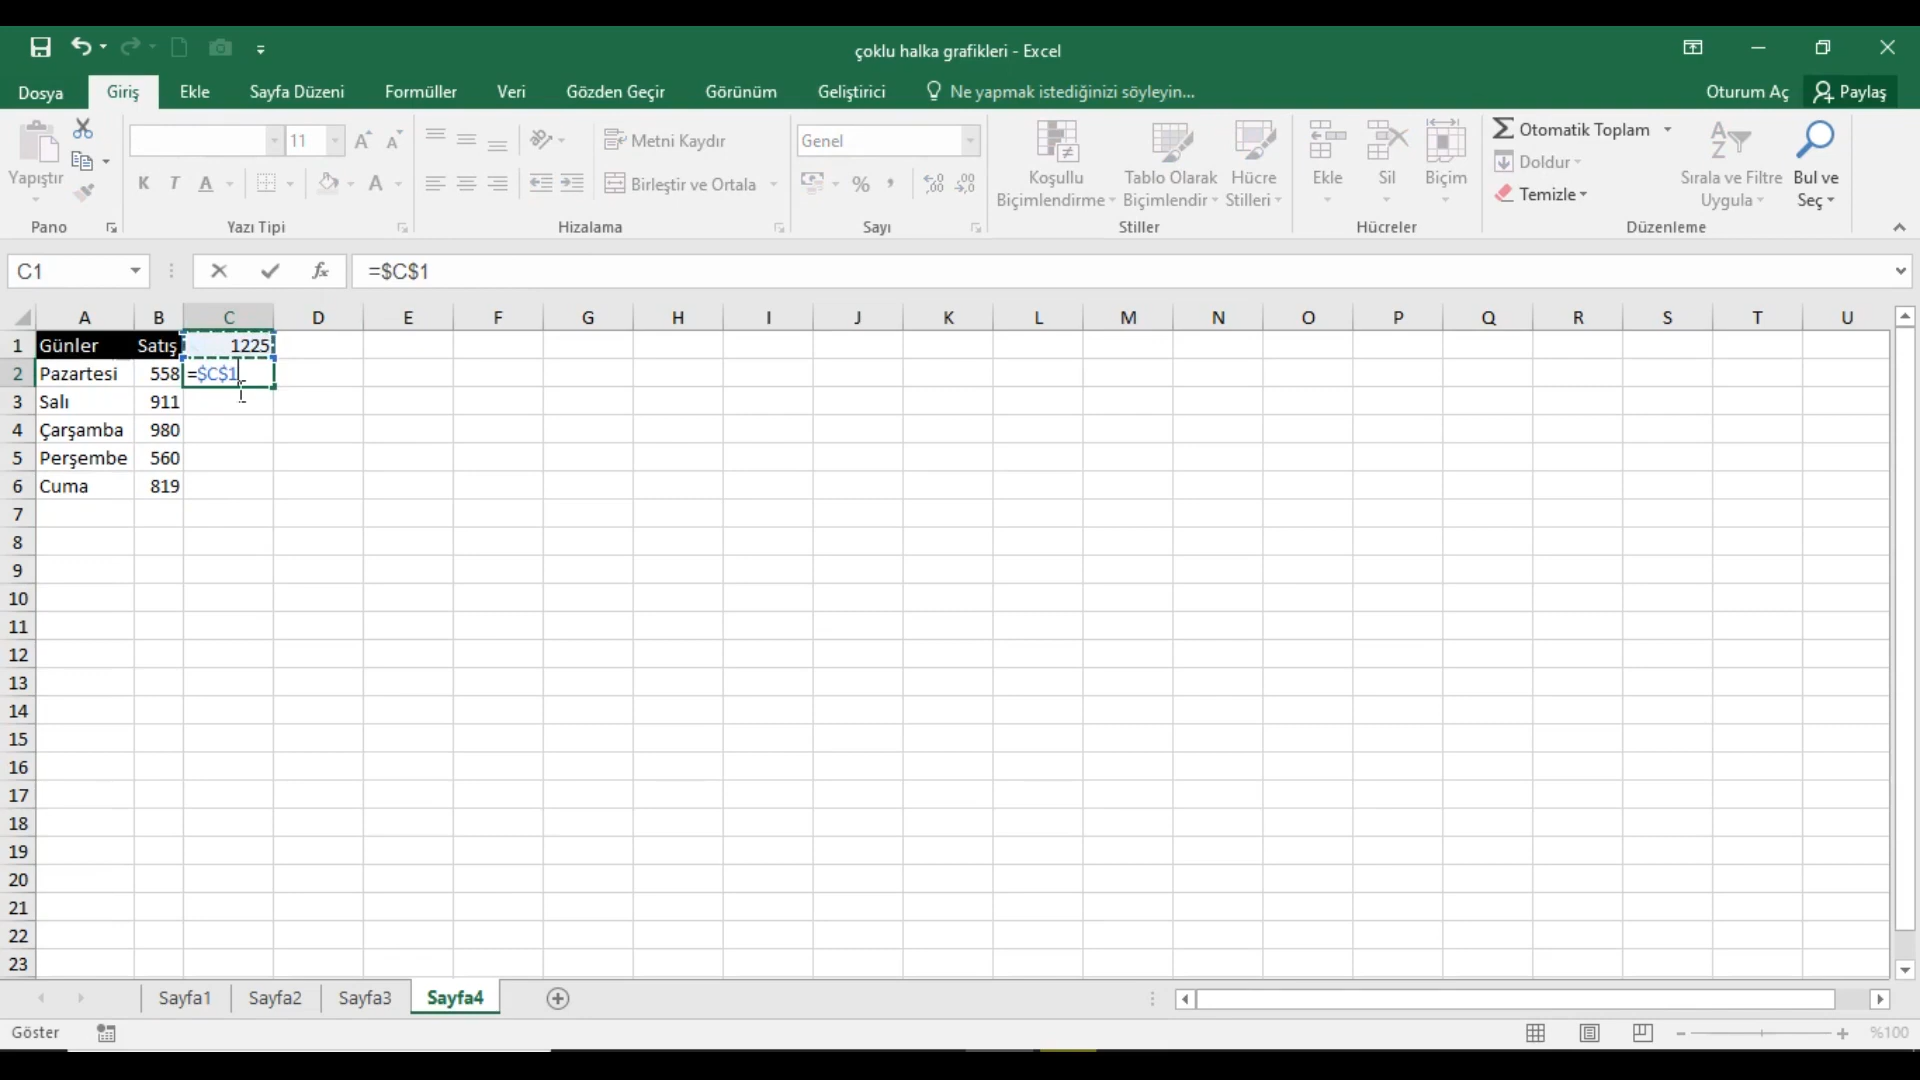 çoklu halka grafikleri - Excel
Dosya Giriş Ekle Sayfa Düzeni Formüller Veri Gözden Geçir Görünüm Geliştirici Ne yapmak istediğinizi söyleyin... Oturum Aç Paylaş
11 Metni Kaydır Genel Otomatik Toplam
Yapıştır K T A A Birleştir ve Ortala % Koşullu Biçimlendirme Tablo Olarak Biçimlendir Hücre Stilleri Ekle Sil Biçim Doldur Temizle Sırala ve Filtre Uygula Bul ve Seç
Pano Yazı Tipi Hizalama Sayı Stiller Hücreler Düzenleme
C1 fx =$C$1
A B C D E F G H I J K L M N O P Q R S T U
1 Günler Satış 1225
2 Pazartesi 558 =$C$1
3 Salı 911
4 Çarşamba 980
5 Perşembe 560
6 Cuma 819
7
8
9
10
11
12
13
14
15
16
17
18
19
20
21
22
23
Sayfa1 Sayfa2 Sayfa3 Sayfa4
Göster %100